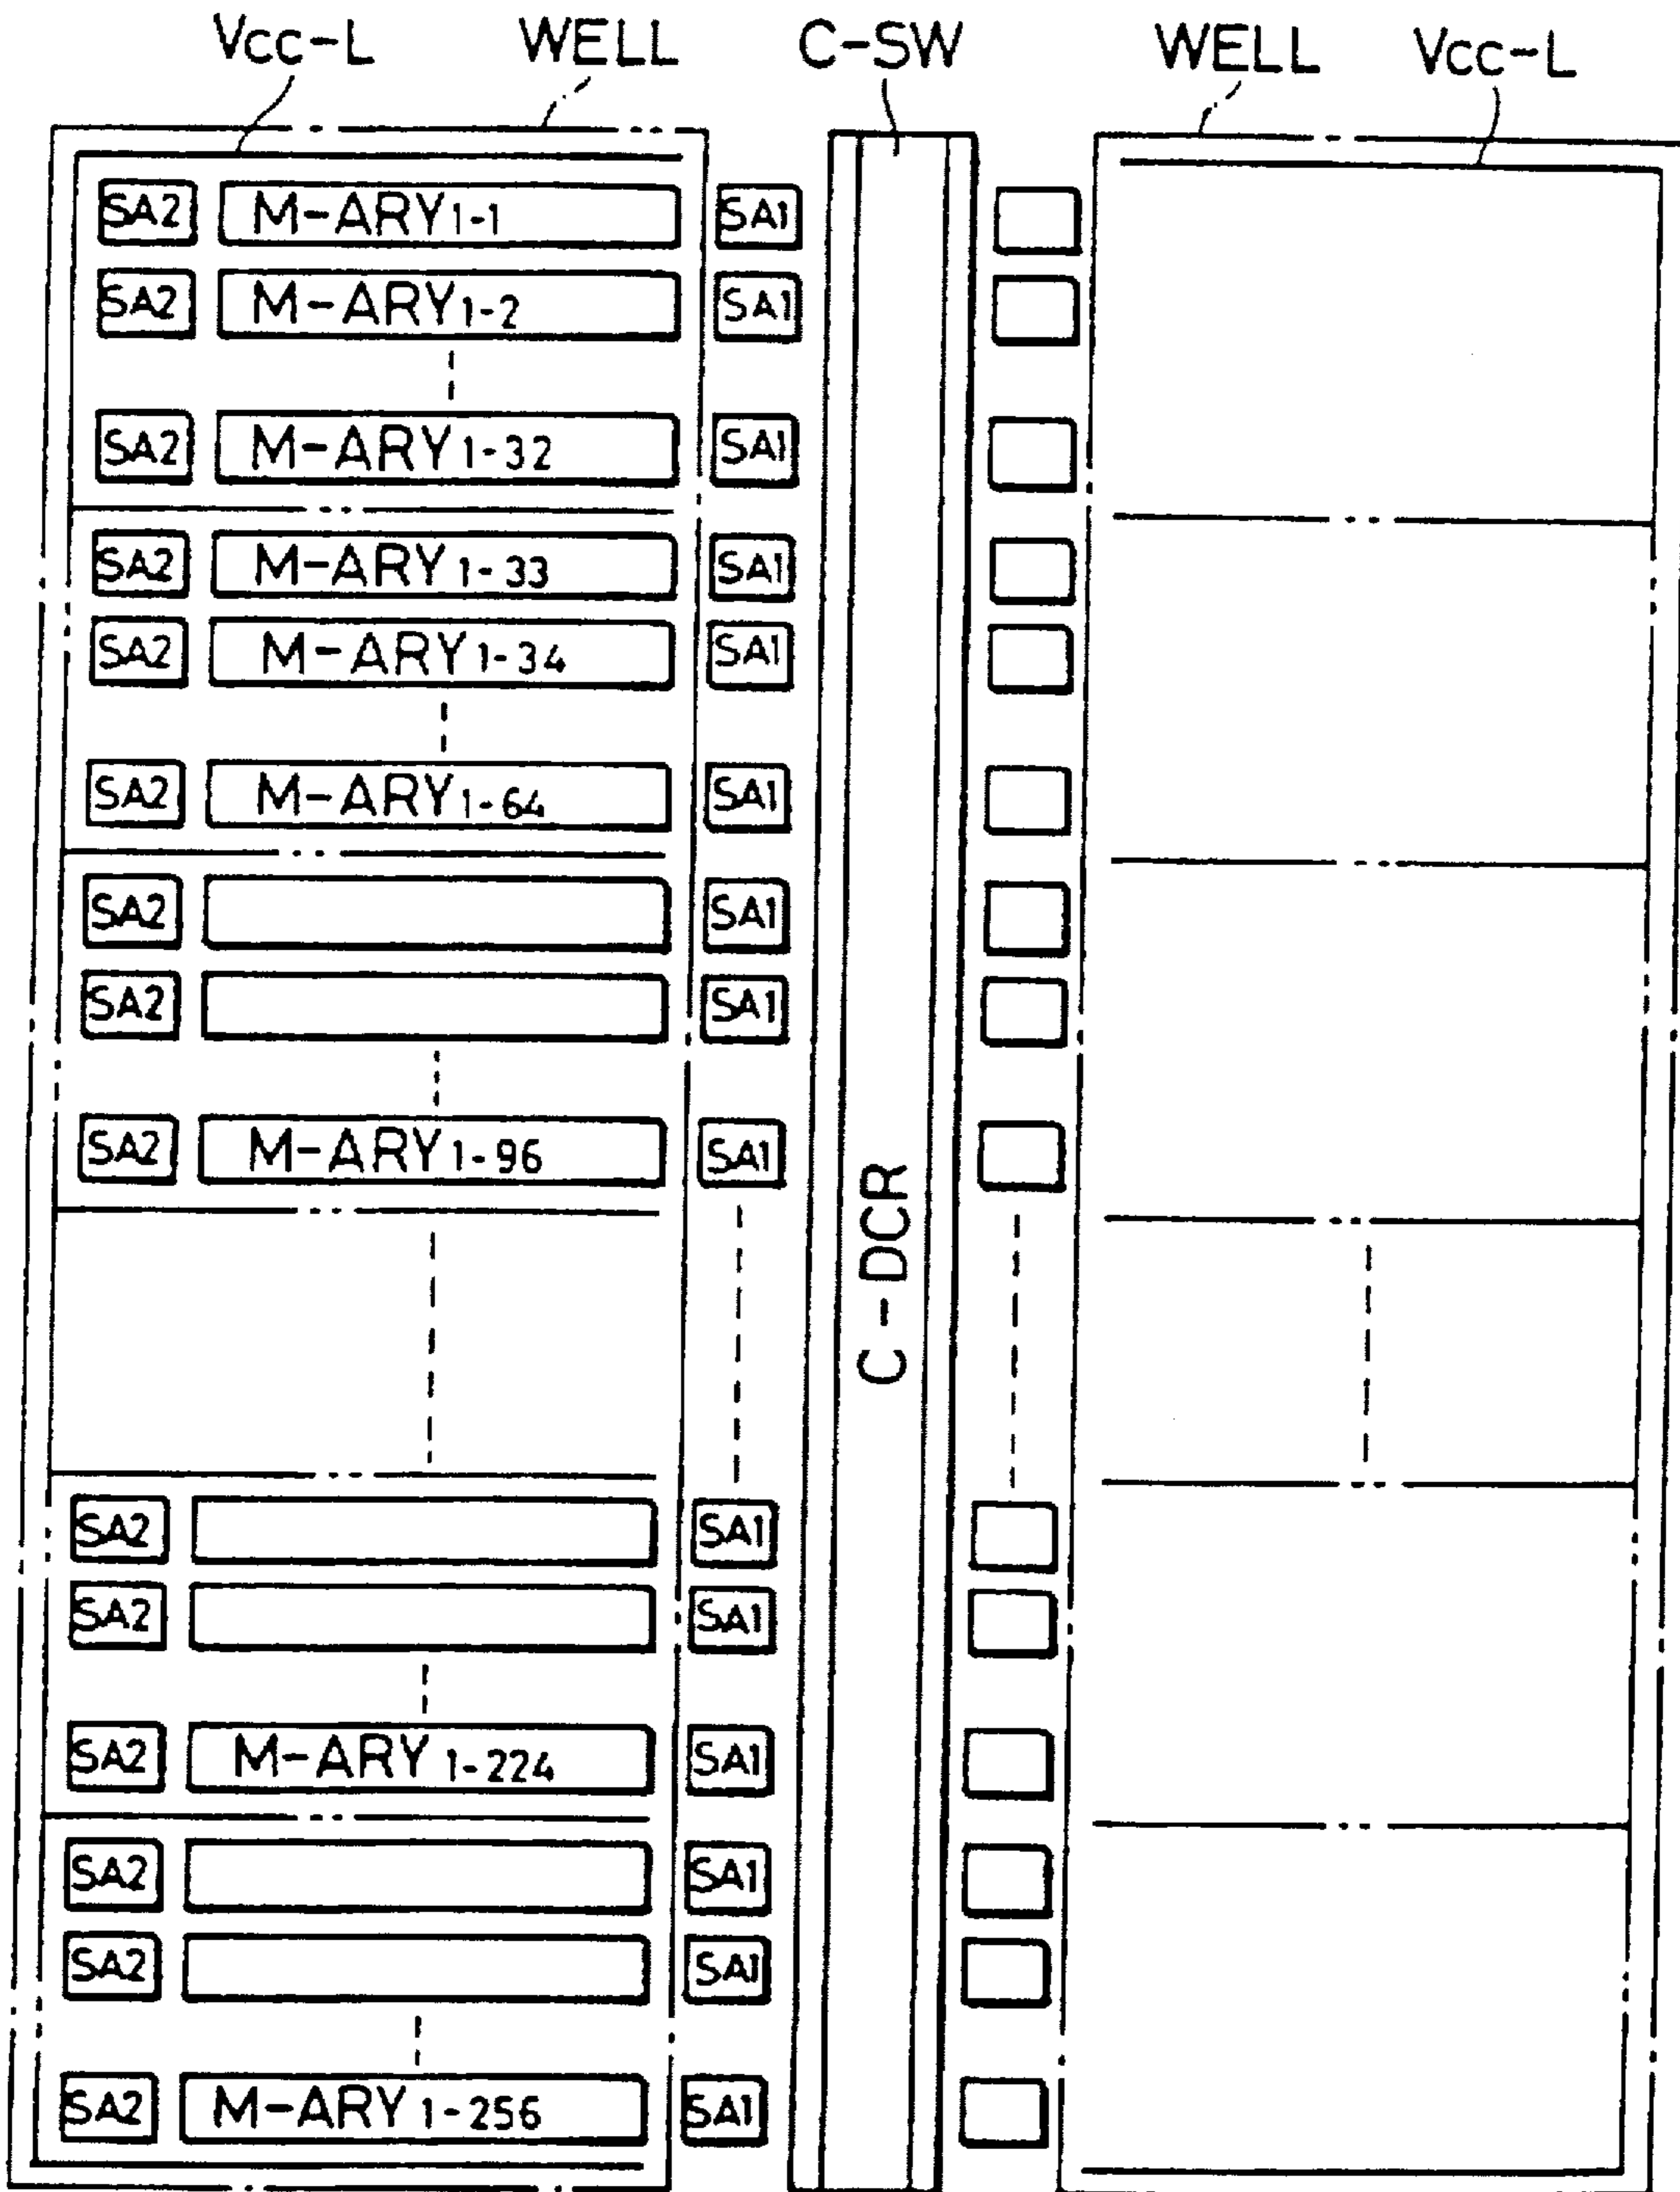 Vcc-L WELL C-SW WELL Vcc-L
SA2 M-ARY1-1 SA1
SA2 M-ARY1-2 SA1
SA2 M-ARY1-32 SA1
SA2 M-ARY1-33 SA1
SA2 M-ARY1-34 SA1
SA2 M-ARY1-64 SA1
SA2 SA1
SA2 SA1
SA2 M-ARY1-96 SA1
C-DCR
SA2 SA1
SA2 SA1
SA2 M-ARY1-224 SA1
SA2 SA1
SA2 SA1
SA2 M-ARY1-256 SA1